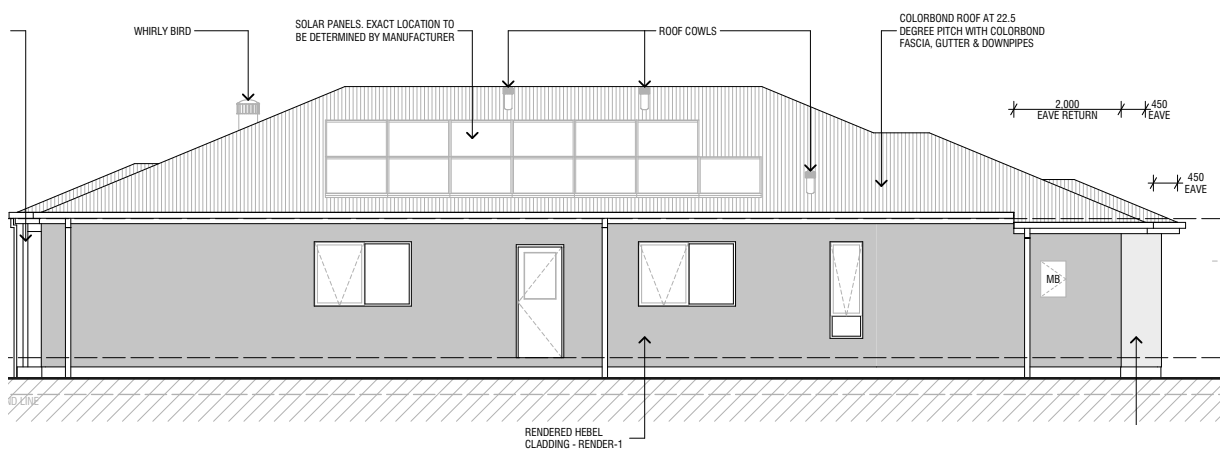 WHIRLY BIRD
SOLAR PANELS. EXACT LOCATION TO
BE DETERMINED BY MANUFACTURER
ROOF COWLS
COLORBOND ROOF AT 22.5
DEGREE PITCH WITH COLORBOND
FASCIA, GUTTER & DOWNPIPES
2,000
EAVE RETURN
450
EAVE
450
EAVE
MB
LINE
RENDERED HEBEL
CLADDING - RENDER-1